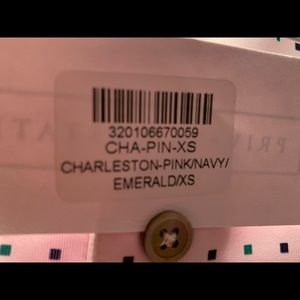 320106670059
CHA-PIN-XS
CHARLESTON-PINK/NAVY/
EMERALD/XS